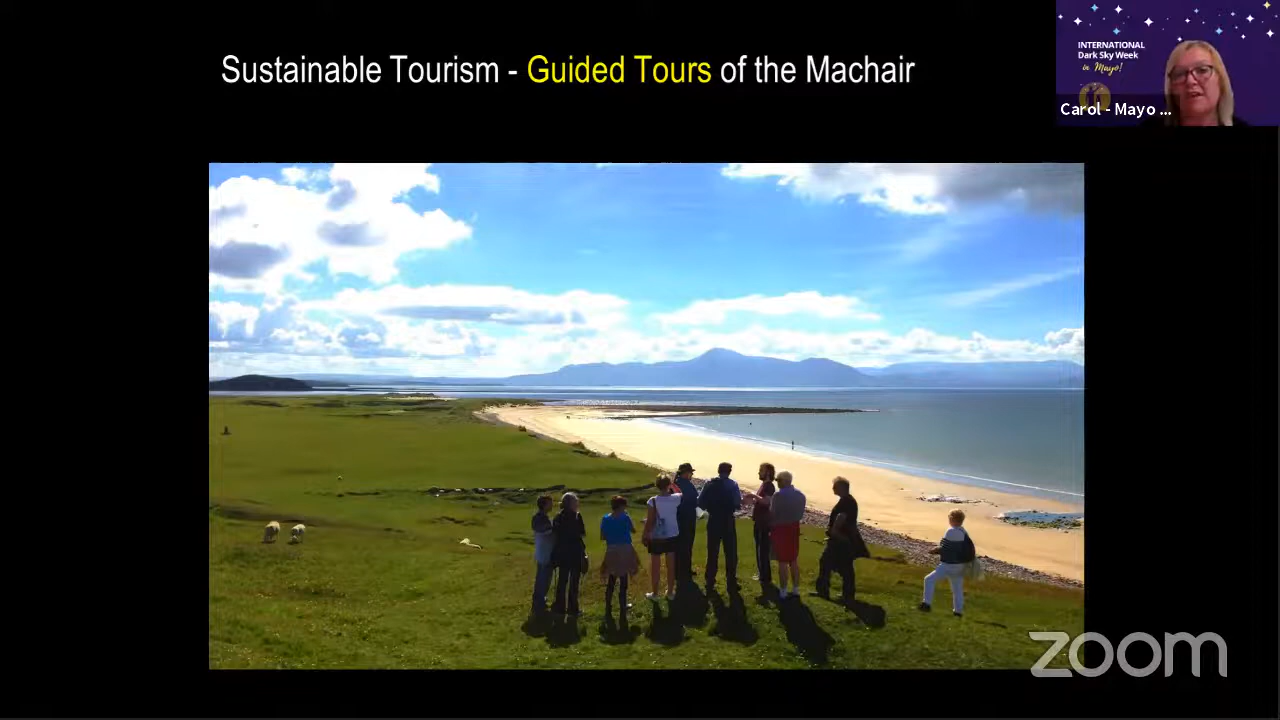 Sustainable Tourism - Guided Tours of the Machair
INTERNATIONAL
Dark Sky Week
in Mayo!
Carol - Mayo ...
zoom